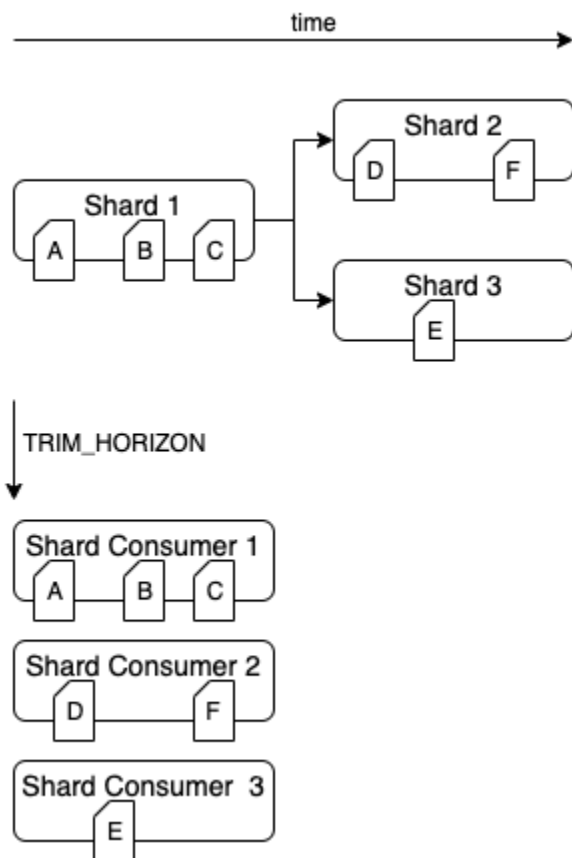 time
Shard 2
D
F
Shard 1
A
B
C
Shard 3
E
TRIM_HORIZON
Shard Consumer 1
A
B
C
Shard Consumer 2
D
F
Shard Consumer  3
E